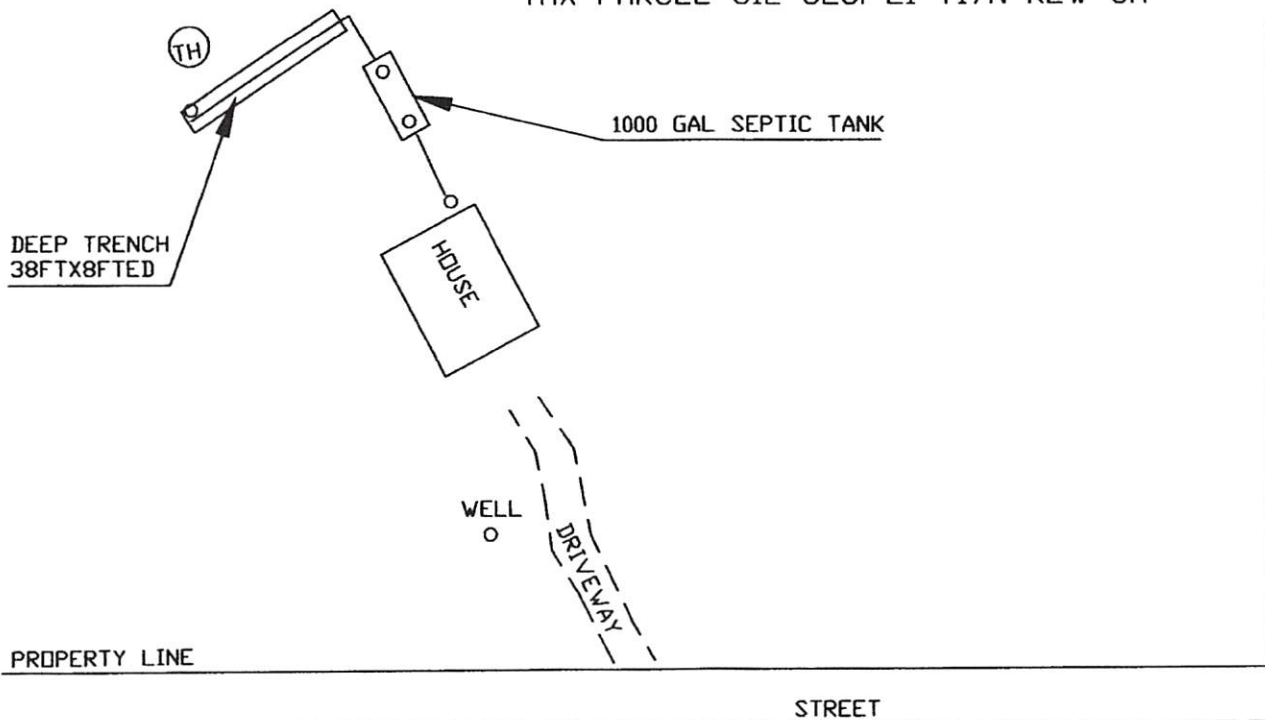 TH
1000 GAL SEPTIC TANK
DEEP TRENCH
38FTX8FTED
HOUSE
WELL
DRIVEWAY
PROPERTY LINE
STREET